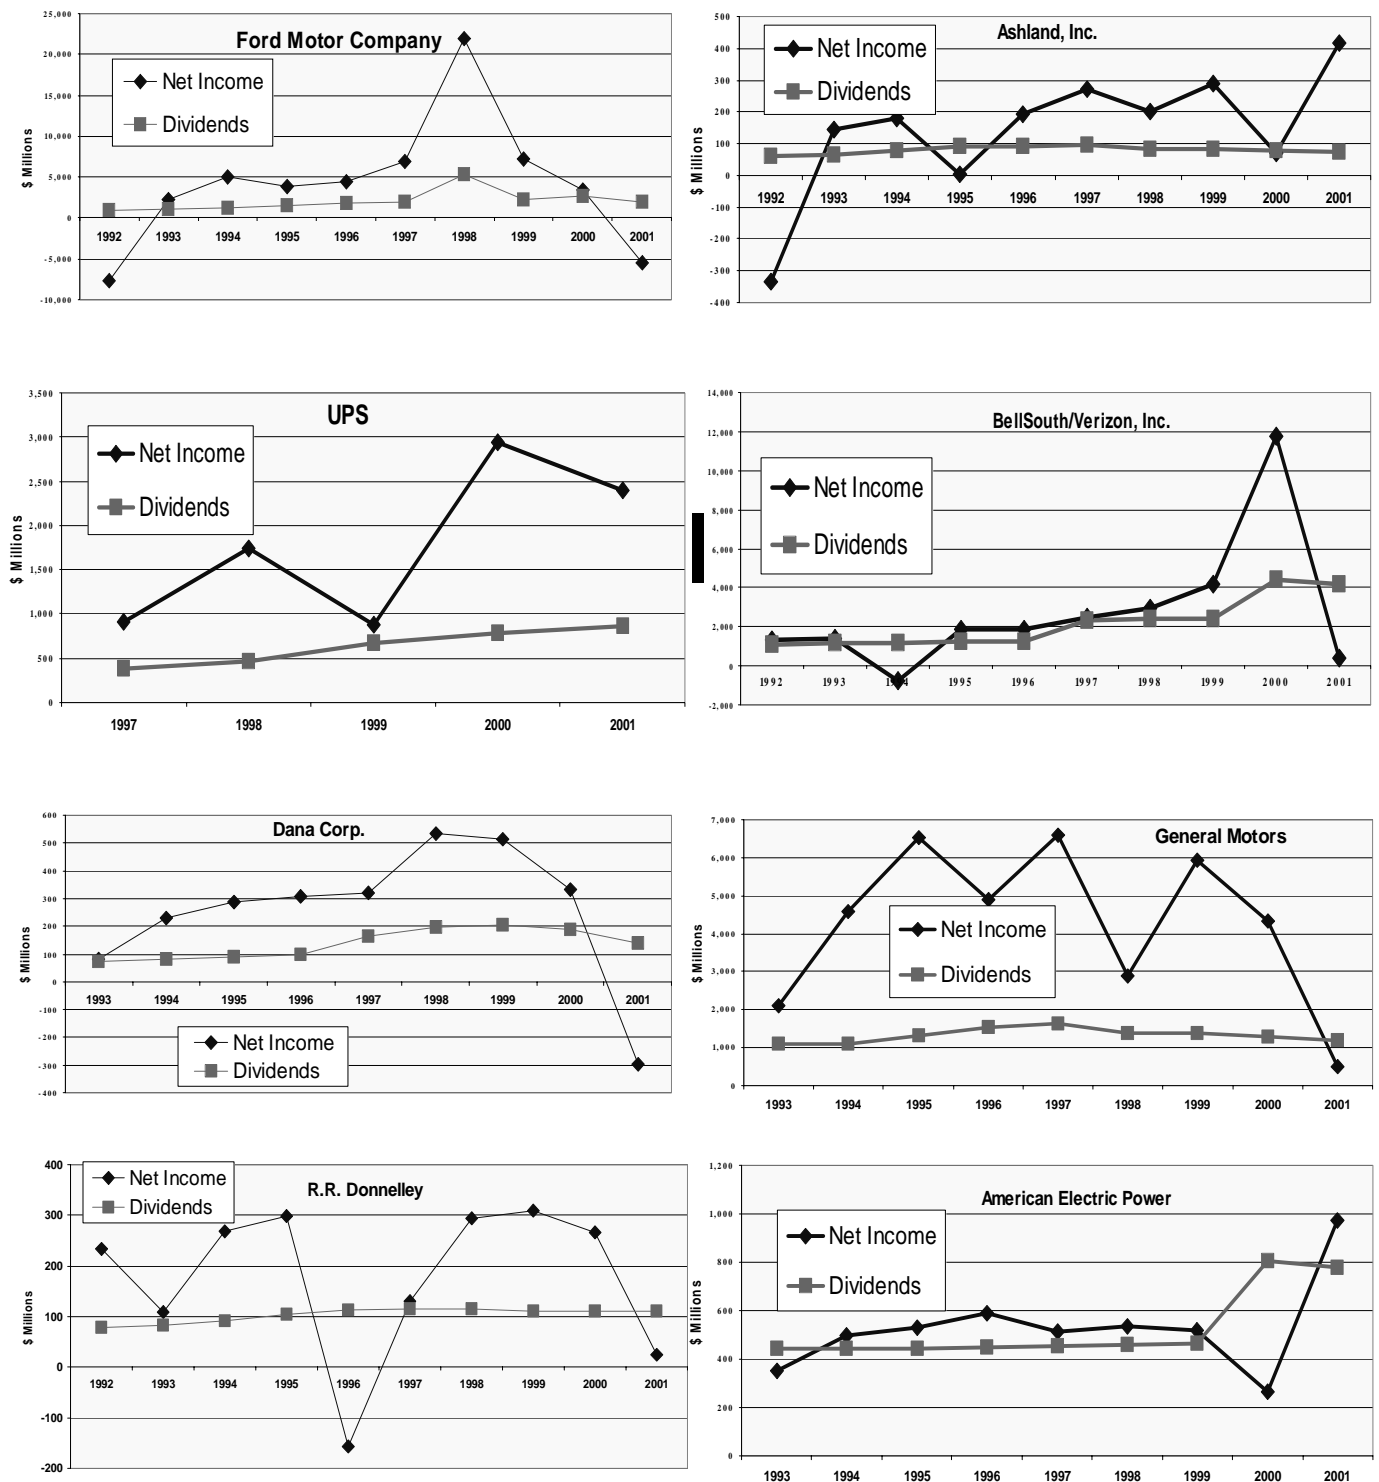 Ford Motor Company
Net Income
Dividends
$ Millions
25,000
20,000
15,000
10,000
5,000
0
-5,000
-10,000
1992 1993 1994 1995 1996 1997 1998 1999 2000 2001
Ashland, Inc.
Net Income
Dividends
$ Millions
500
400
300
200
100
0
-100
-200
-300
-400
1992 1993 1994 1995 1996 1997 1998 1999 2000 2001
UPS
Net Income
Dividends
$ Millions
3,500
3,000
2,500
2,000
1,500
1,000
500
0
1997 1998 1999 2000 2001
BellSouth/Verizon, Inc.
Net Income
Dividends
14,000
12,000
10,000
8,000
6,000
4,000
2,000
0
-2,000
1992 1993 1994 1995 1996 1997 1998 1999 2000 2001
Dana Corp.
Net Income
Dividends
$ Millions
600
500
400
300
200
100
0
-100
-200
-300
-400
1993 1994 1995 1996 1997 1998 1999 2000 2001
General Motors
Net Income
Dividends
$ Millions
7,000
6,000
5,000
4,000
3,000
2,000
1,000
0
1993 1994 1995 1996 1997 1998 1999 2000 2001
R.R. Donnelley
Net Income
Dividends
$ Millions
400
300
200
100
0
-100
-200
1992 1993 1994 1995 1996 1997 1998 1999 2000 2001
American Electric Power
Net Income
Dividends
$ Millions
1,200
1,000
800
600
400
200
0
1993 1994 1995 1996 1997 1998 1999 2000 2001